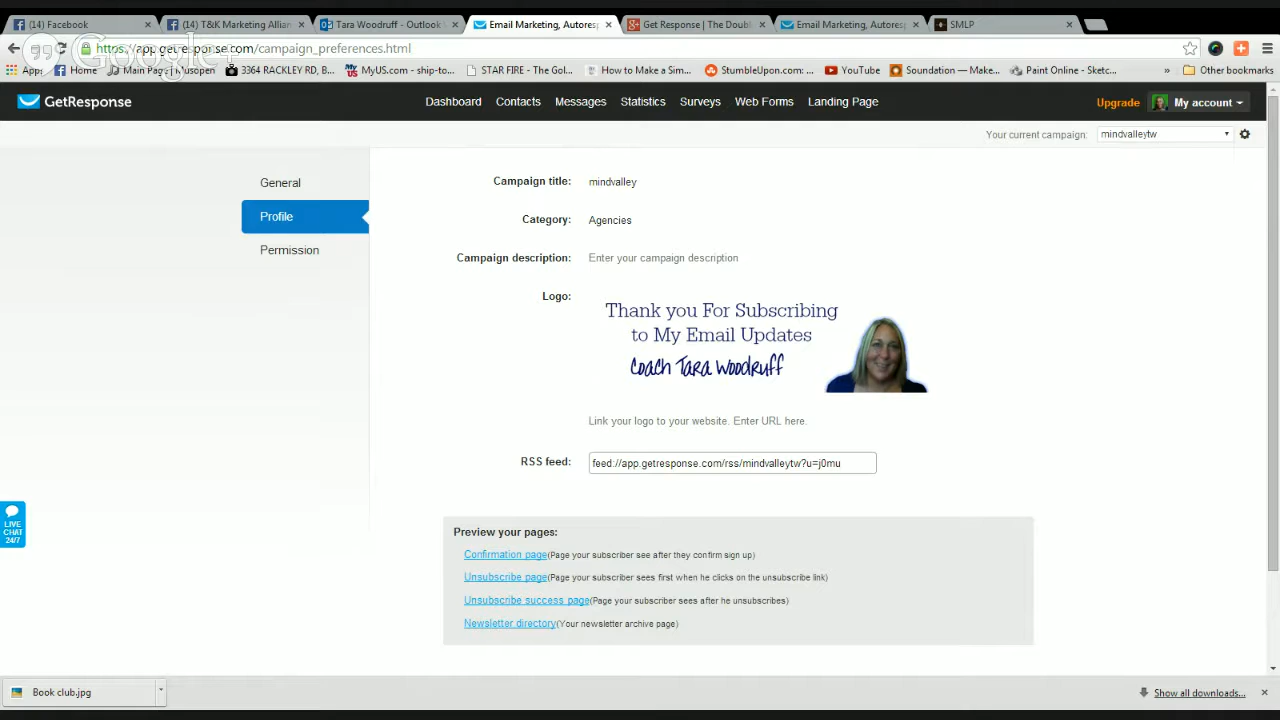 (14) Facebook
(14) T&K Marketing Allian
Tara Woodruff - Outlook
Email Marketing, Autoresp
Get Response | The Doubl
Email Marketing, Autoresp
SMLP
Google+
https://app.getresponse.com/campaign_preferences.html
Apps
Home
Main Page | Musopen
3364 RACKLEY RD, B...
MyUS.com - ship-to...
STAR FIRE - The Gol...
How to Make a Sim...
StumbleUpon.com: ...
YouTube
Soundation — Make...
Paint Online - Sketc...
»
Other bookmarks
GetResponse
Dashboard
Contacts
Messages
Statistics
Surveys
Web Forms
Landing Page
Upgrade
My account
Your current campaign:
mindvalleytw
General
Profile
Permission
Campaign title:
mindvalley
Category:
Agencies
Campaign description:
Enter your campaign description
Logo:
Thank you For Subscribing
to My Email Updates
Coach Tara Woodruff
Link your logo to your website. Enter URL here.
RSS feed:
feed://app.getresponse.com/rss/mindvalleytw?u=j0mu
LIVE
CHAT
24/7
Preview your pages:
Confirmation page(Page your subscriber see after they confirm sign up)
Unsubscribe page(Page your subscriber sees first when he clicks on the unsubscribe link)
Unsubscribe success page(Page your subscriber sees after he unsubscribes)
Newsletter directory(Your newsletter archive page)
Book club.jpg
Show all downloads...